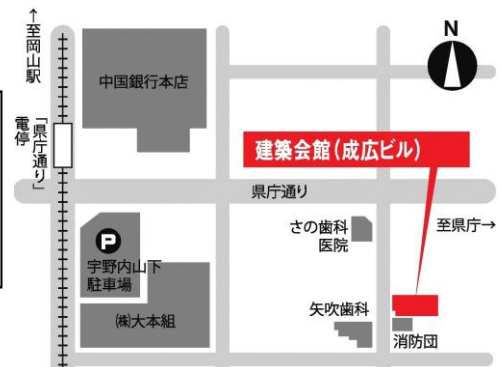 ↑至岡山駅
N
中国銀行本店
「県庁通り」
電停
建築会館(成広ビル)
県庁通り
さの歯科
医院
至県庁→
P
宇野内山下
駐車場
㈱大本組
矢吹歯科
消防団